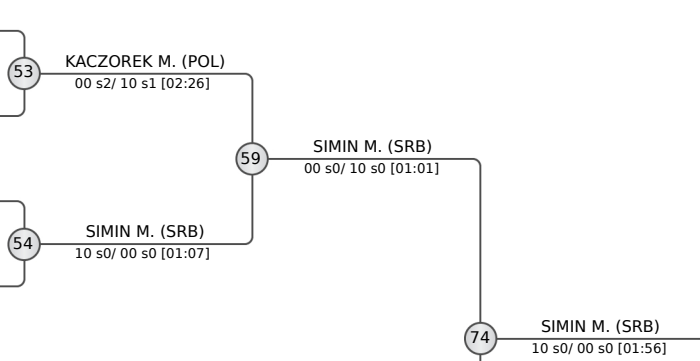 53
KACZOREK M. (POL)
00 s2/ 10 s1 [02:26]
59
SIMIN M. (SRB)
00 s0/ 10 s0 [01:01]
54
SIMIN M. (SRB)
10 s0/ 00 s0 [01:07]
74
SIMIN M. (SRB)
10 s0/ 00 s0 [01:56]